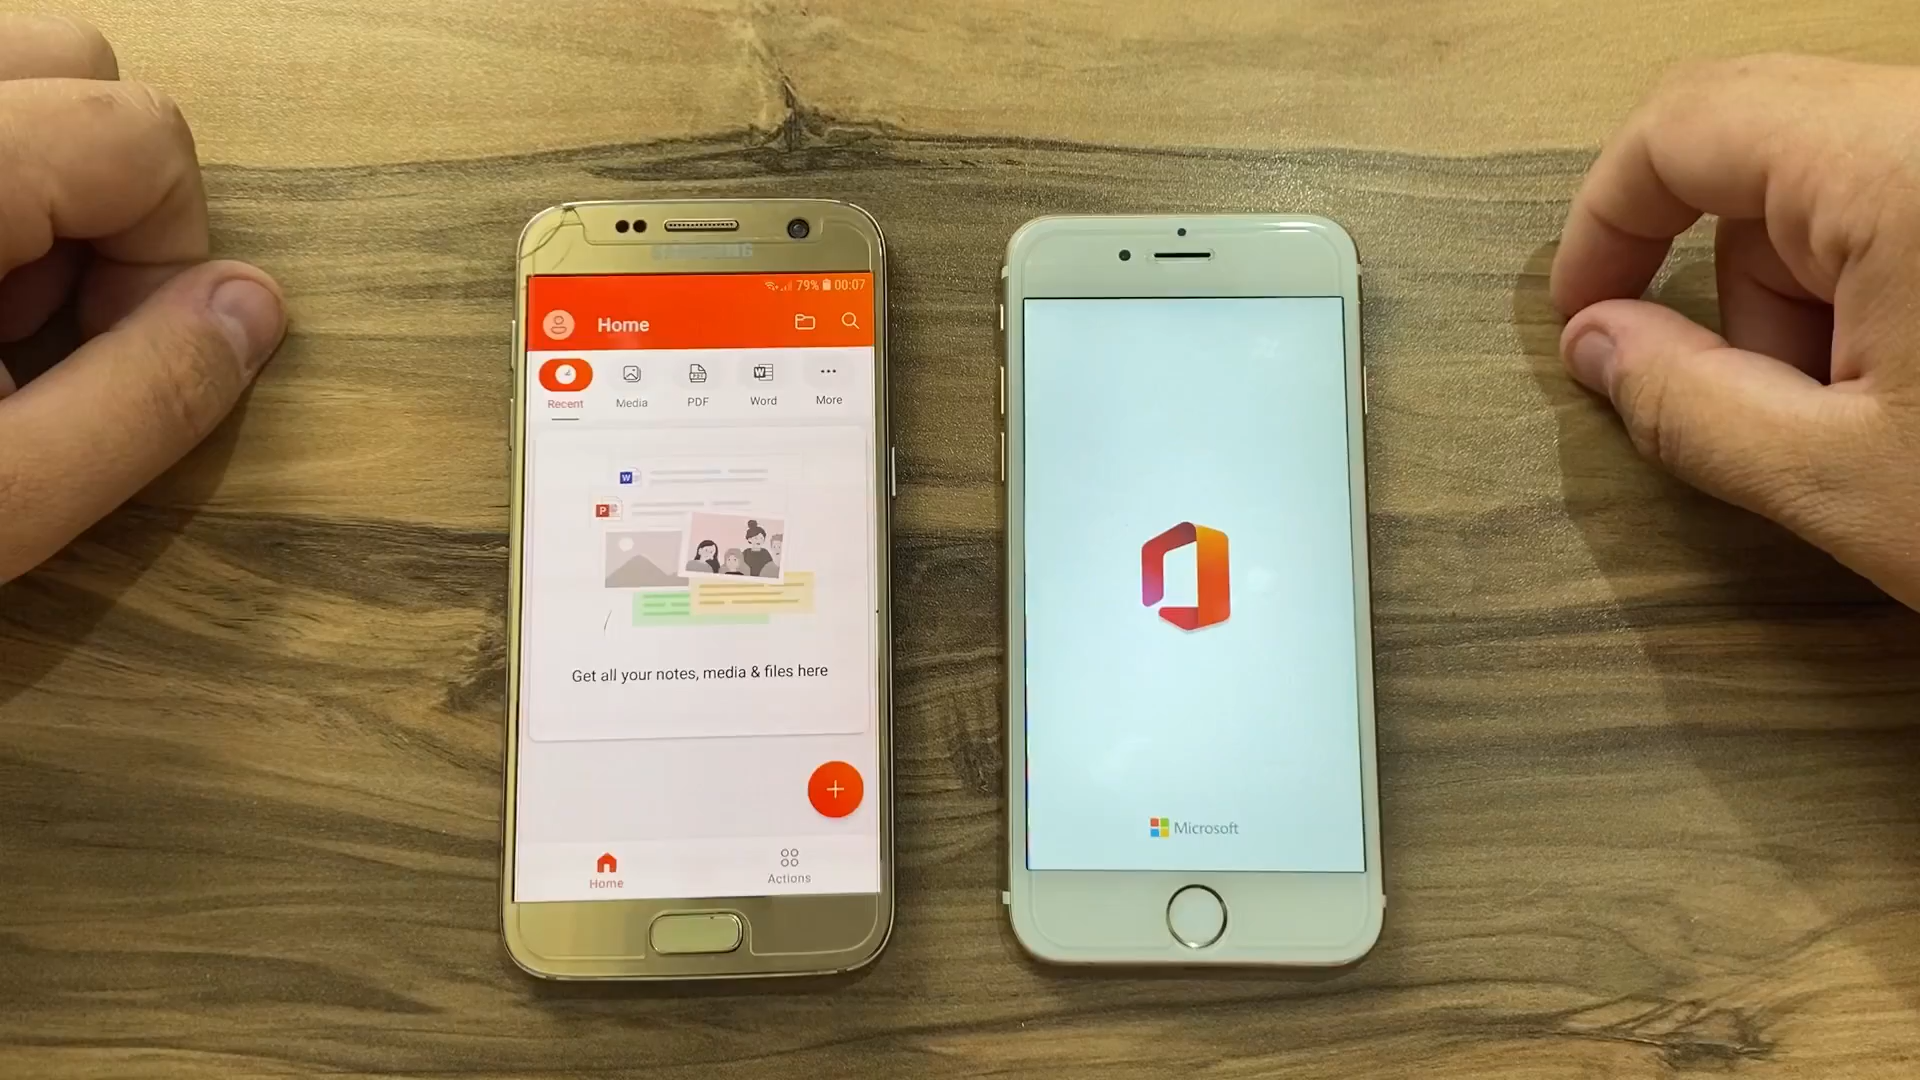 SAMSUNG
79% 00:07
Home
Recent
Media
PDF
Word
More
W
P
Get all your notes, media & files here
+
Home
Actions
Microsoft